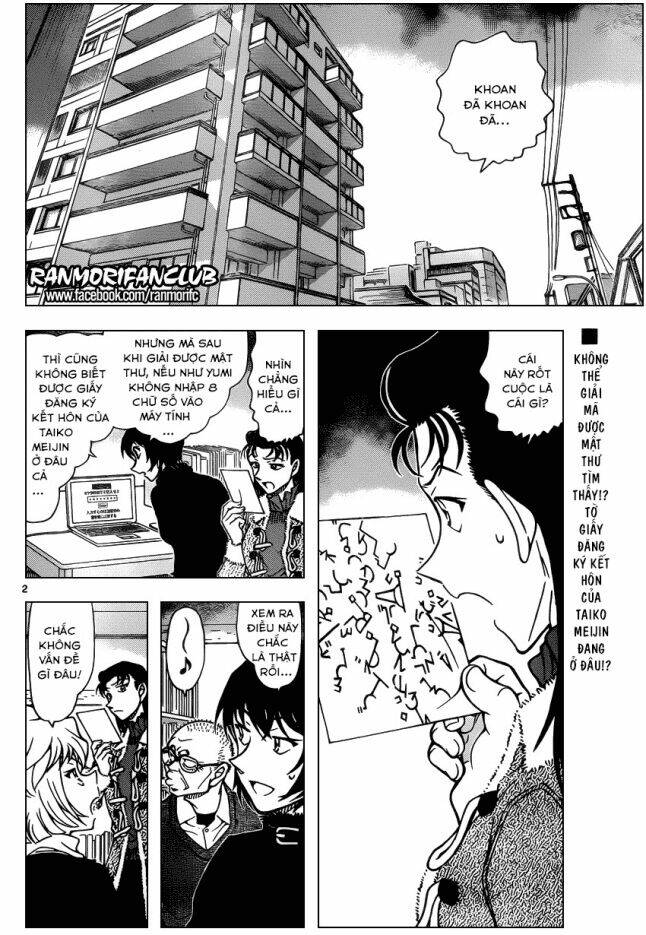 KHOAN
ĐÃ KHOAN
ĐÃ...
RANMORIFANCLUB
www.facebook.com/ranmorifc
KHÔNG
THỂ
GIẢI
MÃ
ĐƯỢC
MẬT
THƯ
TÌM
THẤY!?
TỜ
GIẤY
ĐĂNG
KÝ KẾT
HÔN
CỦA
TAIKO
MEIJIN
ĐANG
Ở ĐÂU!?
CÁI
NÀY RỐT
CUỘC LÀ
CÁI GÌ?
NHÌN
CHẲNG
HIỂU GÌ
CẢ...
NHƯNG MÀ SAU
KHI GIẢI ĐƯỢC MẬT
THƯ, NẾU NHƯ YUMI
KHÔNG NHẬP 8
CHỮ SỐ VÀO
MÁY TÍNH
...
THÌ CŨNG
KHÔNG BIẾT
ĐƯỢC GIẤY
ĐĂNG KÝ
KẾT HÔN CỦA
TAIKO
MEIJIN
Ở ĐÂU CẢ
...
2
XEM RA
ĐIỀU NÀY
CHẮC
LÀ THẬT
RỒI...
CHẮC
KHÔNG
VẤN ĐỀ
GÌ ĐÂU!